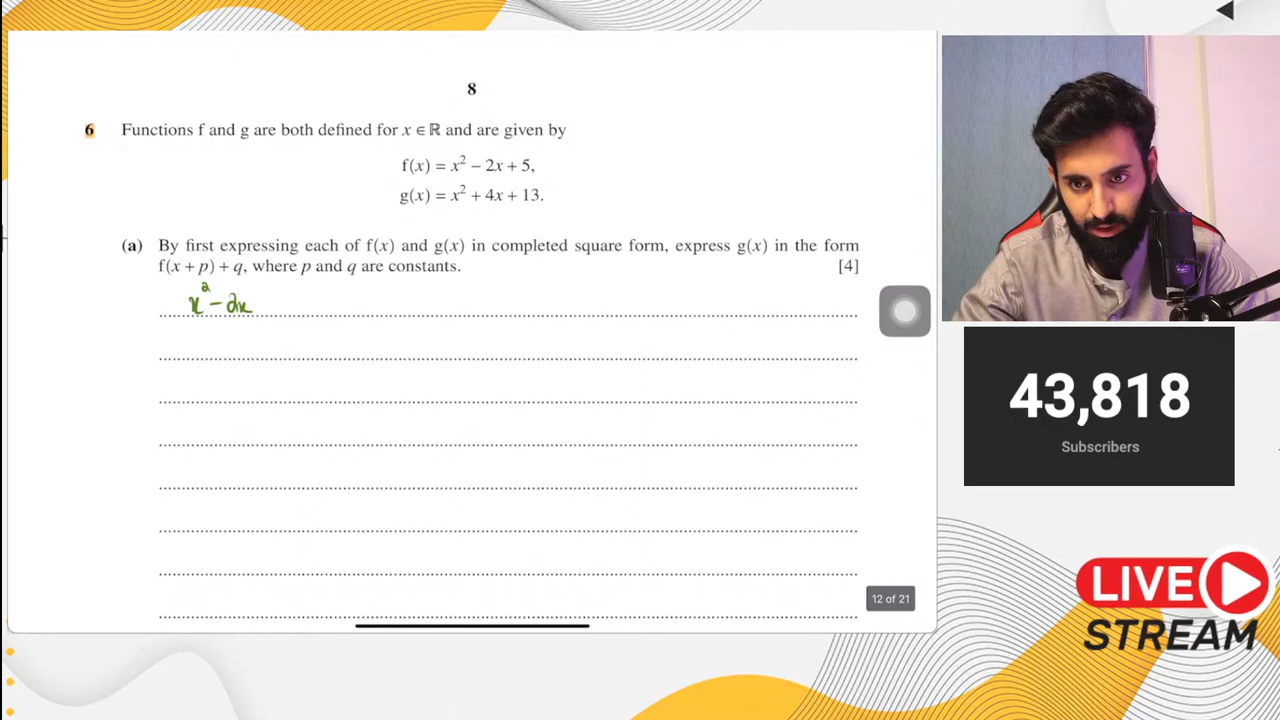 8
6 Functions f and g are both defined for x ∈ ℝ and are given by
f(x) = x² − 2x + 5,
g(x) = x² + 4x + 13.
(a) By first expressing each of f(x) and g(x) in completed square form, express g(x) in the form
f(x + p) + q, where p and q are constants. [4]
x² − 2x
12 of 21
43,818
Subscribers
LIVE
STREAM